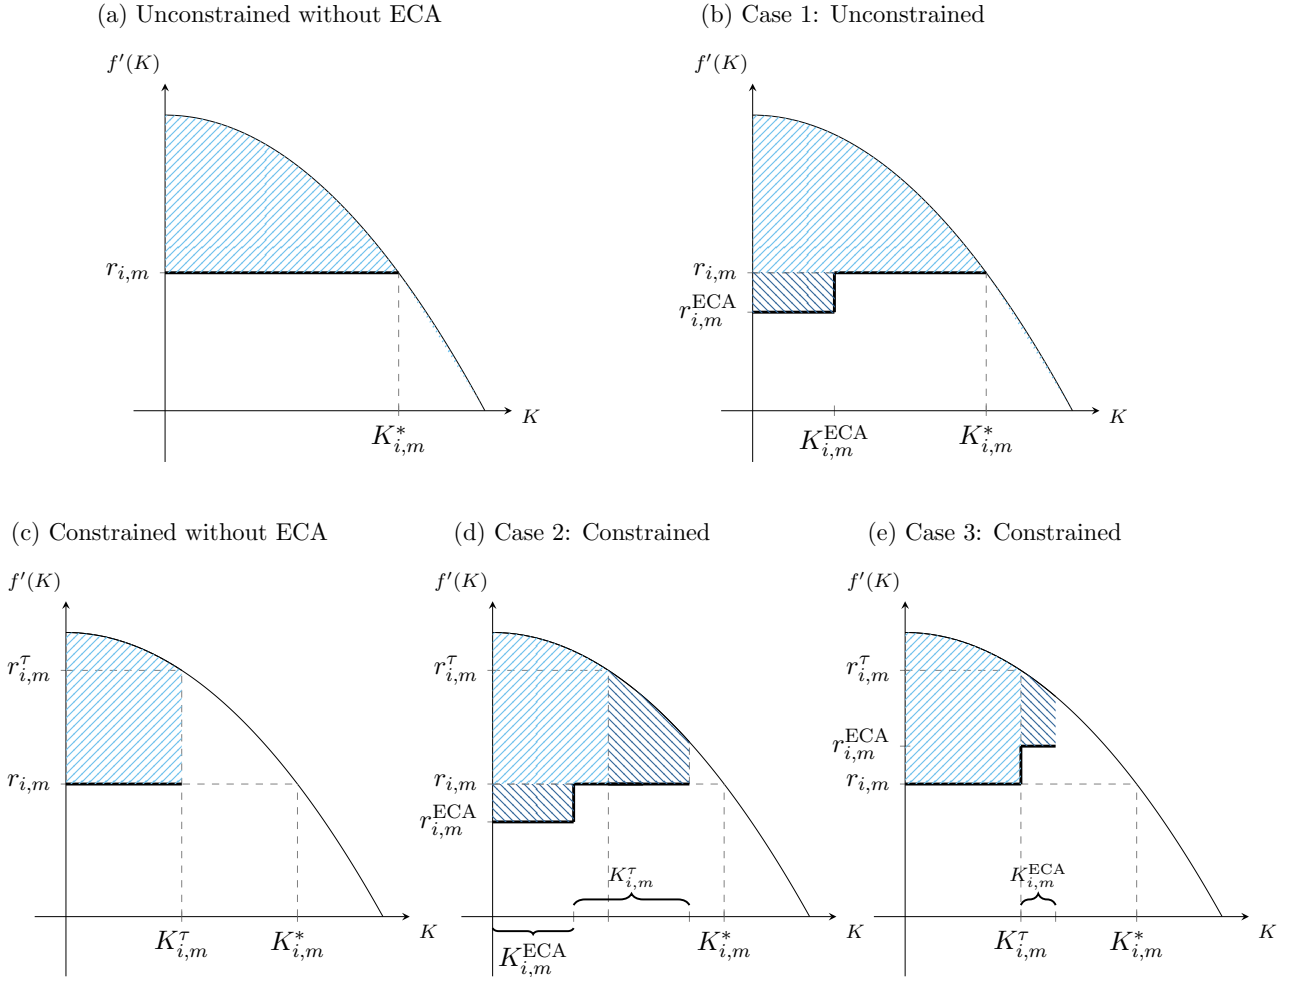 (a) Unconstrained without ECA
f′(K)
r_{i,m}
K
K^*_{i,m}
(b) Case 1: Unconstrained
f′(K)
r_{i,m}
r^{ECA}_{i,m}
K
K^{ECA}_{i,m}
K^*_{i,m}
(c) Constrained without ECA
f′(K)
r^τ_{i,m}
r_{i,m}
K
K^τ_{i,m}
K^*_{i,m}
(d) Case 2: Constrained
f′(K)
r^τ_{i,m}
r_{i,m}
r^{ECA}_{i,m}
K^τ_{i,m}
K
K^{ECA}_{i,m}
K^*_{i,m}
(e) Case 3: Constrained
f′(K)
r^τ_{i,m}
r^{ECA}_{i,m}
r_{i,m}
K^{ECA}_{i,m}
K
K^τ_{i,m}
K^*_{i,m}